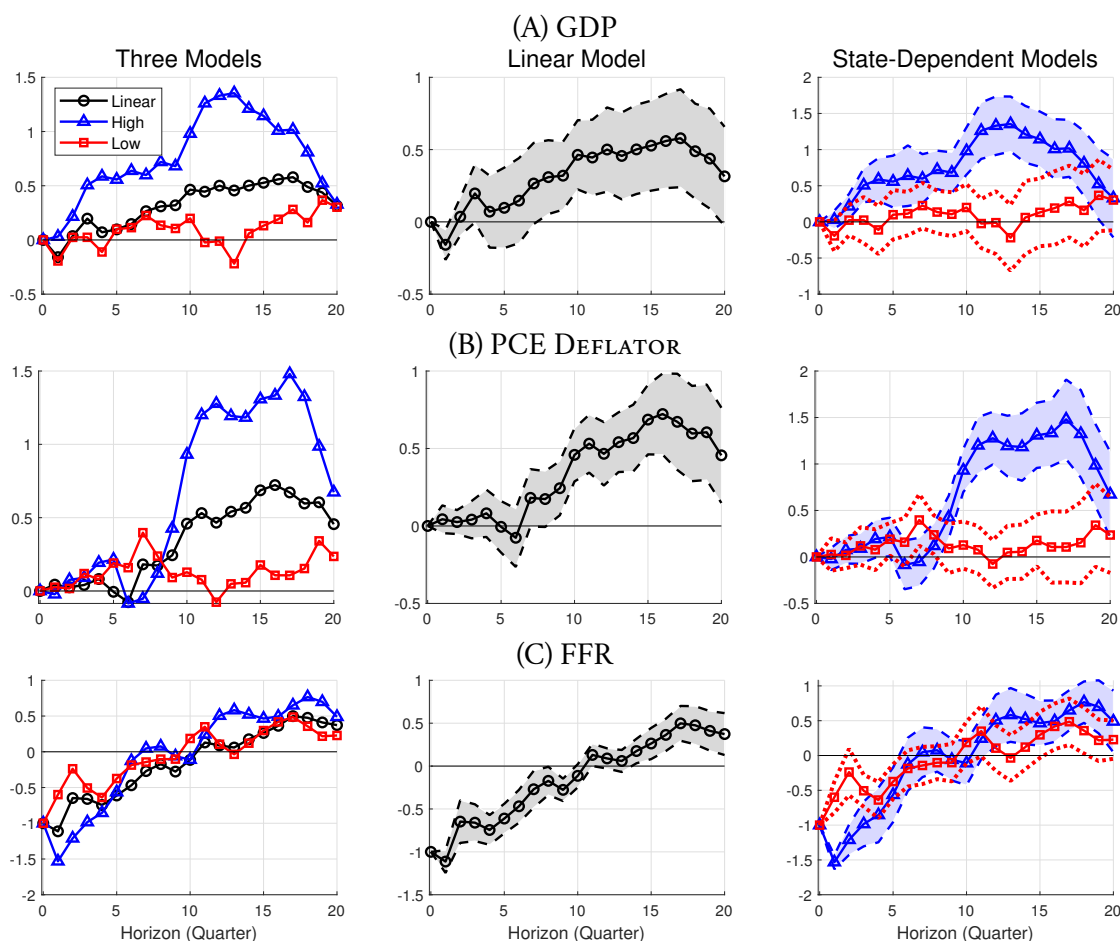 (A) GDP
Three Models
Linear Model
State-Dependent Models
1.5
1
0.5
0
-0.5
Linear
High
Low
0 5 10 15 20
1
0.5
0
-0.5
0 5 10 15 20
2
1.5
1
0.5
0
-0.5
-1
0 5 10 15 20
(B) PCE Deflator
1.5
1
0.5
0
0 5 10 15 20
1
0.5
0
-0.5
0 5 10 15 20
2
1.5
1
0.5
0
-0.5
0 5 10 15 20
(C) FFR
1
0.5
0
-0.5
-1
-1.5
-2
0 5 10 15 20
Horizon (Quarter)
1
0.5
0
-0.5
-1
-1.5
0 5 10 15 20
Horizon (Quarter)
1
0.5
0
-0.5
-1
-1.5
-2
0 5 10 15 20
Horizon (Quarter)